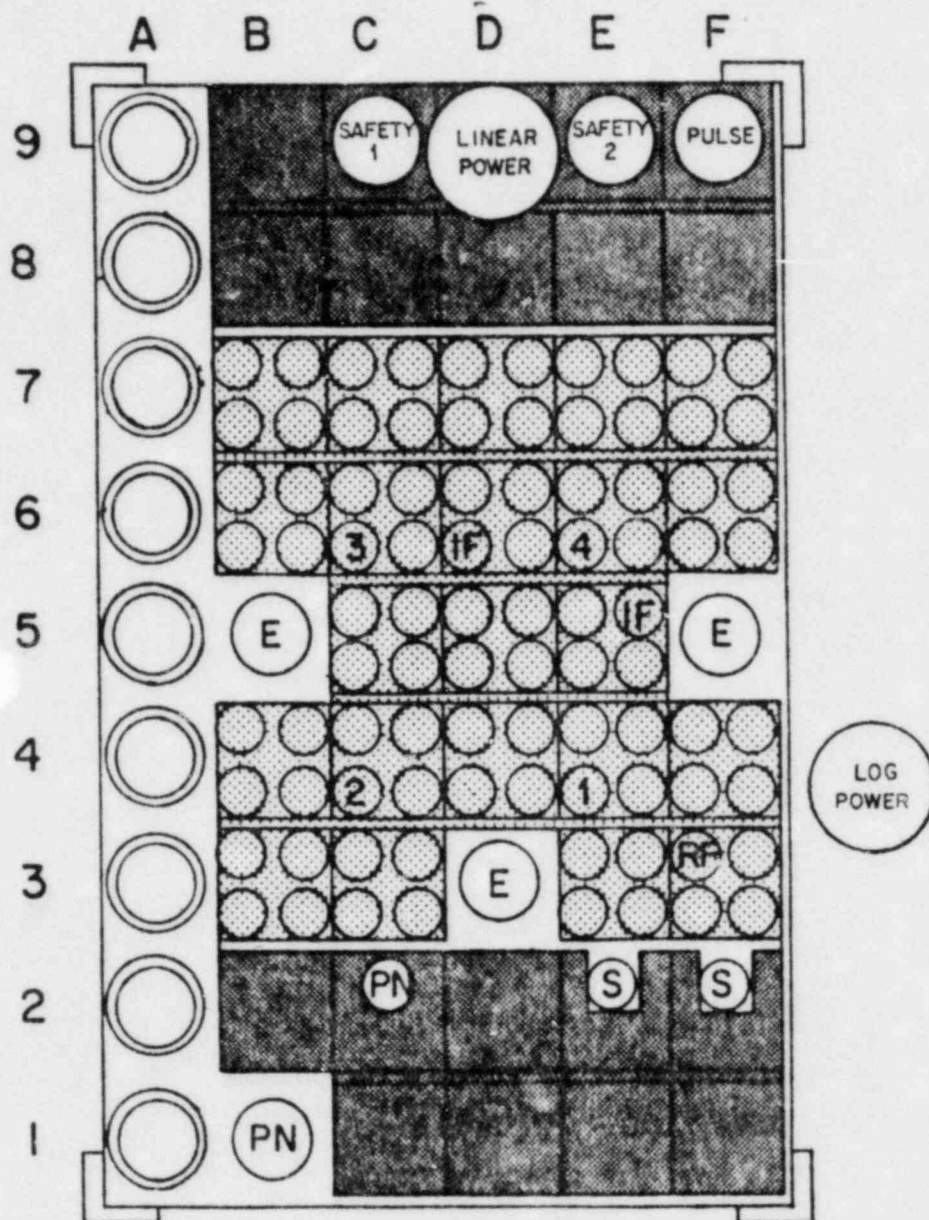 A B C D E F
9 SAFETY 1 LINEAR POWER SAFETY 2 PULSE
8
7
6 3 IF 4
5 E IF E
4 2 1 LOG POWER
3 E RP
2 PN S S
1 PN